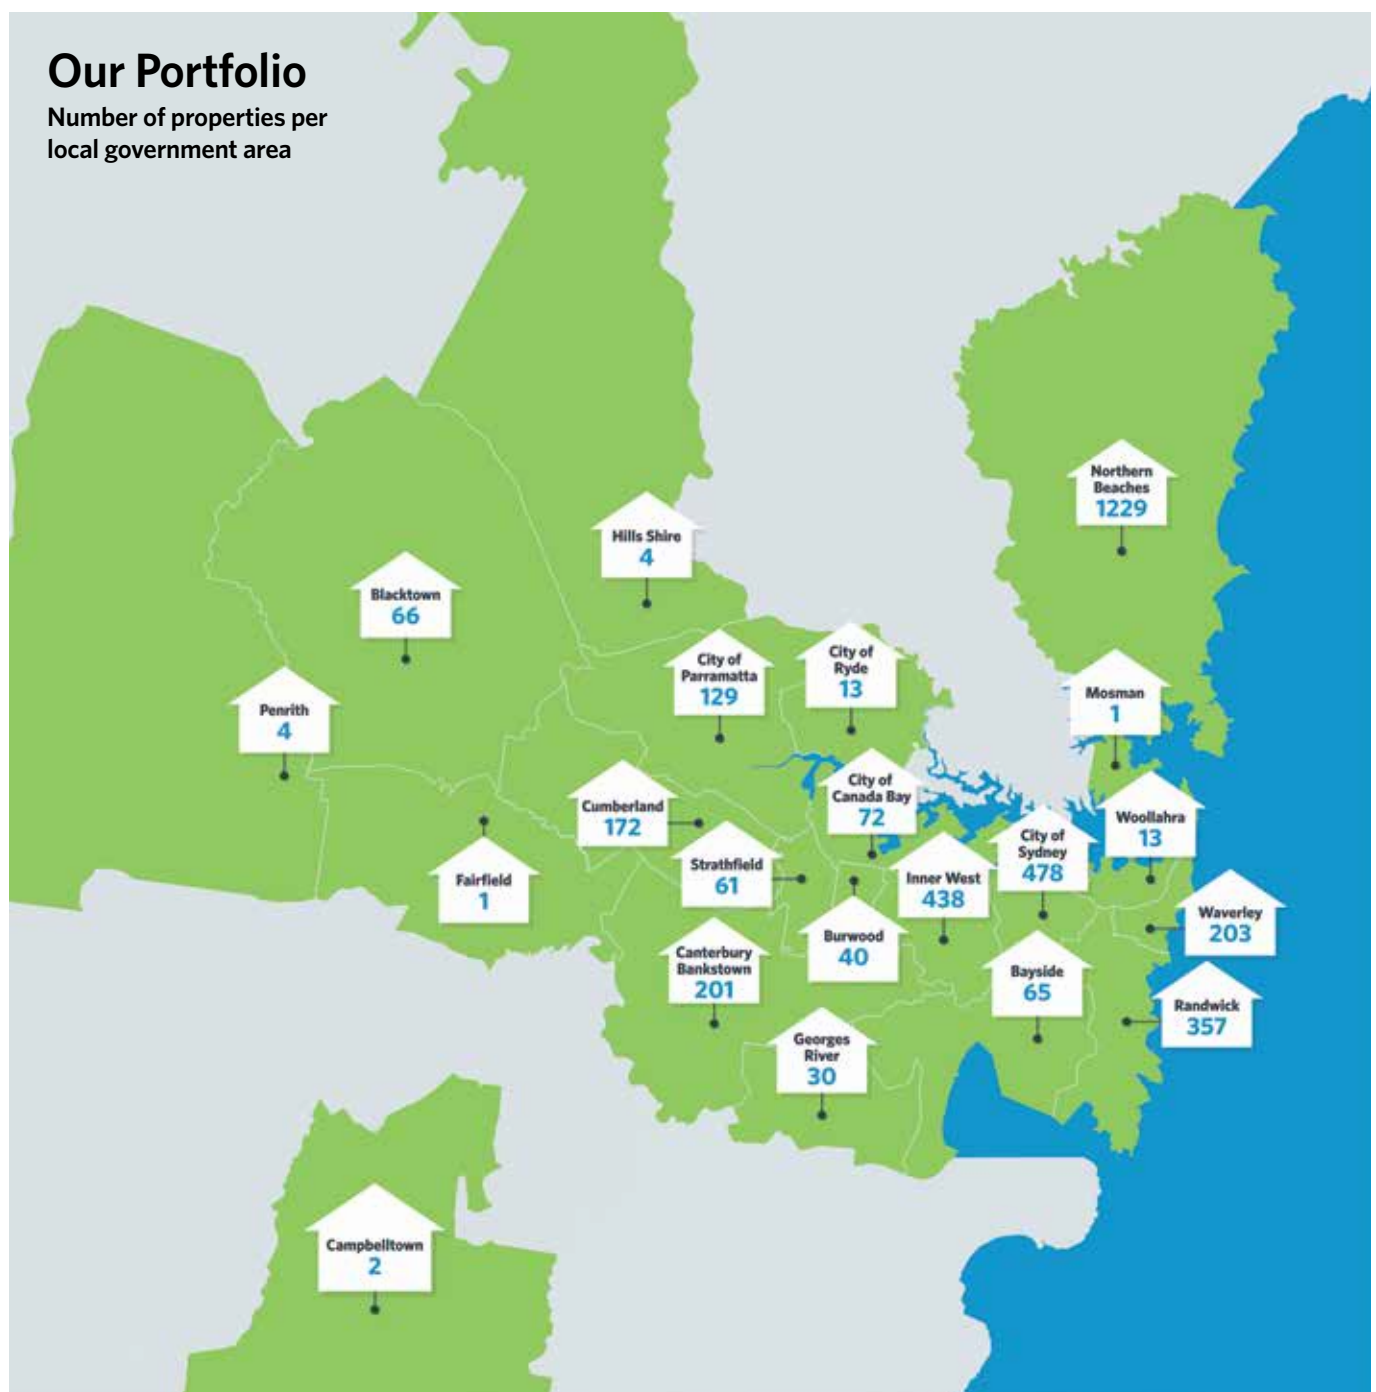 Our Portfolio
Number of properties per
local government area
Northern
Beaches
1229
Hills Shire
4
Blacktown
66
City of
Parramatta
129
City of
Ryde
13
Mosman
1
Penrith
4
City of
Canada Bay
72
Cumberland
172
Woollahra
13
City of
Sydney
478
Strathfield
61
Inner West
438
Fairfield
1
Waverley
203
Burwood
40
Canterbury
Bankstown
201
Bayside
65
Randwick
357
Georges
River
30
Campbelltown
2